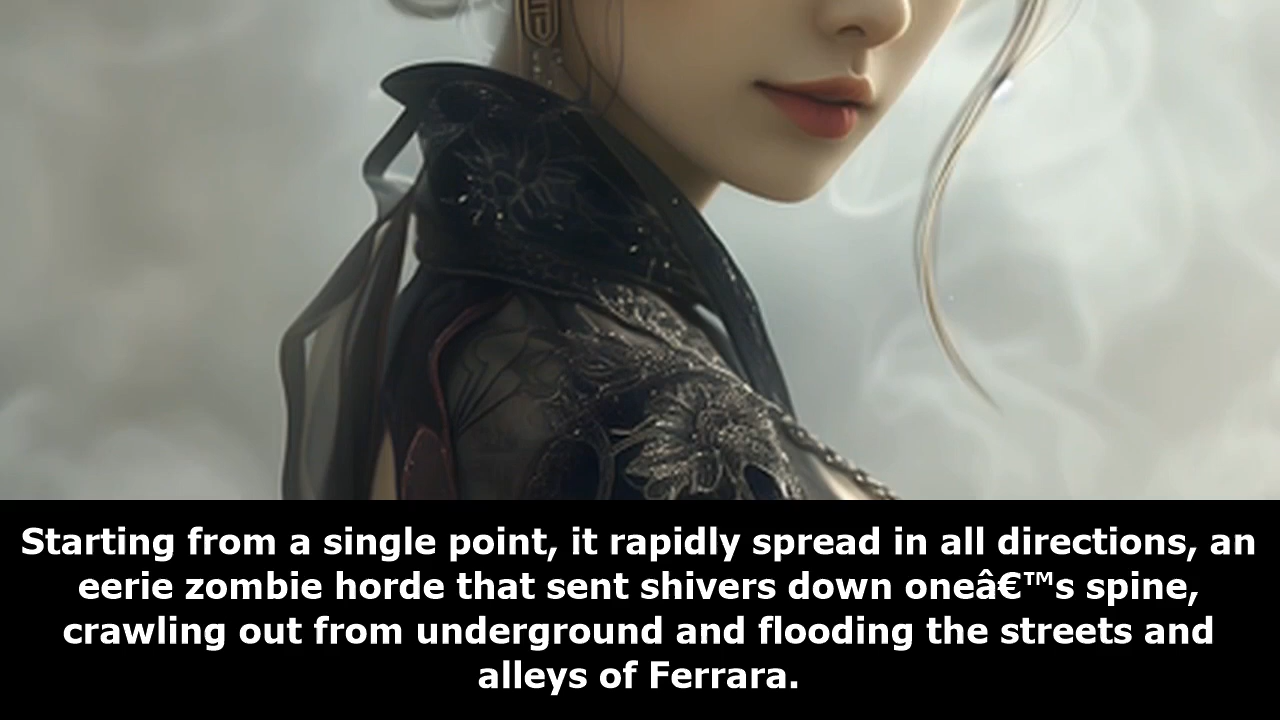 Starting from a single point, it rapidly spread in all directions, an
eerie zombie horde that sent shivers down oneâ€™s spine,
crawling out from underground and flooding the streets and
alleys of Ferrara.